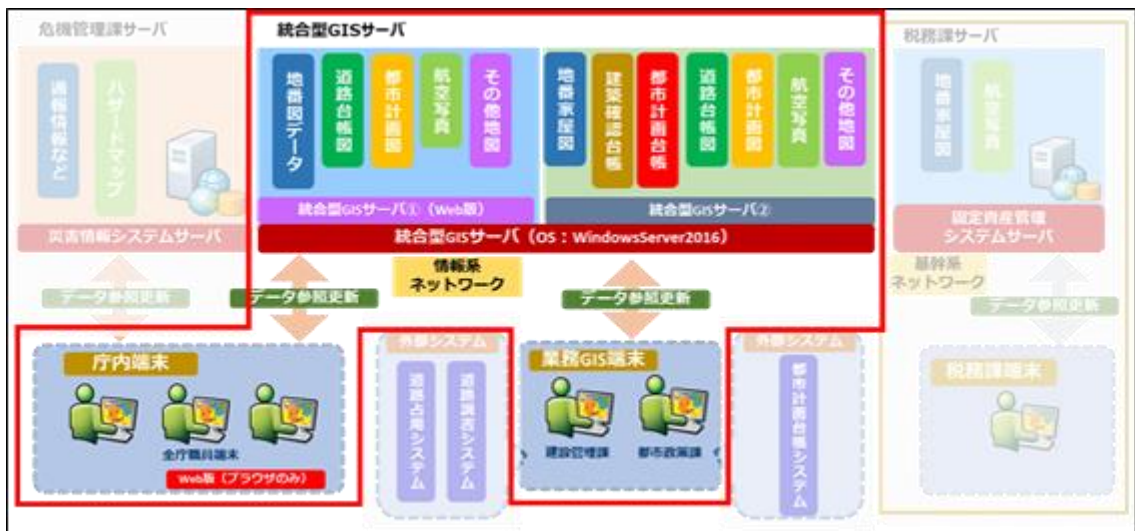 危機管理課サーバ
統合型GISサーバ
税務課サーバ
通報情報など
ハザードマップ
地番図データ
道路台帳図
都市計画図
航空写真
その他地図
地番家屋図
建築確認台帳
都市計画台帳
道路台帳図
都市計画図
航空写真
その他地図
地番家屋図
航空写真
統合型GISサーバ①（Web版）
統合型GISサーバ②
災害情報システムサーバ
統合型GISサーバ（OS：WindowsServer2016）
固定資産管理
システムサーバ
情報系
ネットワーク
基幹系
ネットワーク
データ参照更新
データ参照更新
データ参照更新
データ参照更新
庁内端末
外部システム
業務GIS端末
外部システム
税務課端末
道路占用システム
道路調書システム
都市計画台帳システム
全庁職員端末
建設管理課
都市政策課
Web版（ブラウザのみ）